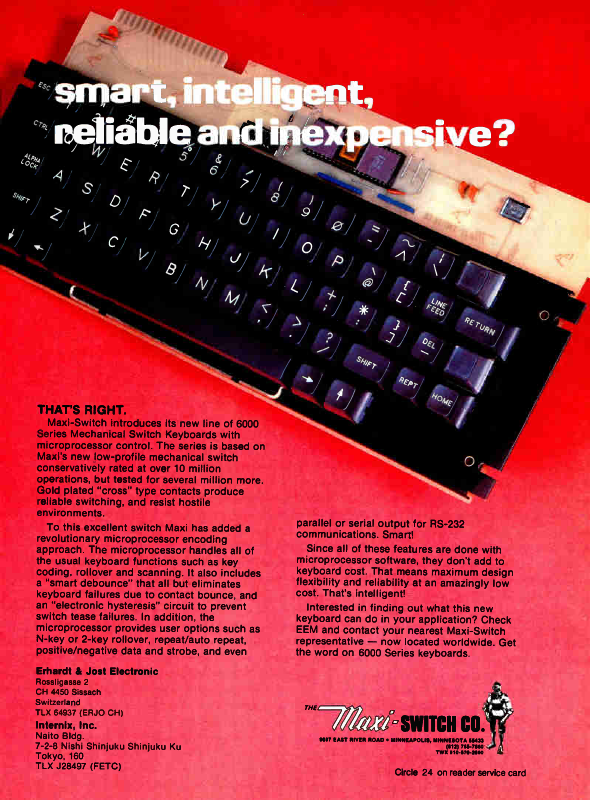 smart, intelligent,
reliable and inexpensive?
ESC
#
%
5
&
6
/
7
(
8
)
9
Ø
=
-
~
^
|
\
CTRL
W
E
R
T
Y
U
I
O
P
\
@
{
[
LINE
FEED
RETURN
ALPHA
LOCK
A
S
D
F
G
H
J
K
L
+
;
*
:
}
]
DEL
SHIFT
Z
X
C
V
B
N
M
<
,
>
.
?
/
SHIFT
REPT
HOME
THAT'S RIGHT.
Maxi-Switch introduces its new line of 6000
Series Mechanical Switch Keyboards with
microprocessor control. The series is based on
Maxi's new low-profile mechanical switch
conservatively rated at over 10 million
operations, but tested for several million more.
Gold plated "cross" type contacts produce
reliable switching, and resist hostile
environments.
To this excellent switch Maxi has added a
revolutionary microprocessor encoding
approach. The microprocessor handles all of
the usual keyboard functions such as key
coding, rollover and scanning. It also includes
a "smart debounce" that all but eliminates
keyboard failures due to contact bounce, and
an "electronic hysteresis" circuit to prevent
switch tease failures. In addition, the
microprocessor provides user options such as
N-key or 2-key rollover, repeat/auto repeat,
positive/negative data and strobe, and even
parallel or serial output for RS-232
communications. Smart!
Since all of these features are done with
microprocessor software, they don't add to
keyboard cost. That means maximum design
flexibility and reliability at an amazingly low
cost. That's intelligent!
Interested in finding out what this new
keyboard can do in your application? Check
EEM and contact your nearest Maxi-Switch
representative — now located worldwide. Get
the word on 6000 Series keyboards.
Erhardt & Jost Electronic
Rossligasse 2
CH 4450 Sissach
Switzerland
TLX 64937 (ERJO CH)
Internix, Inc.
Naito Bldg.
7-2-8 Nishi Shinjuku Shinjuku Ku
Tokyo, 160
TLX J28497 (FETC)
THE Maxi-SWITCH CO.
9697 EAST RIVER ROAD • MINNEAPOLIS, MINNESOTA 55433
Circle 24 on reader service card